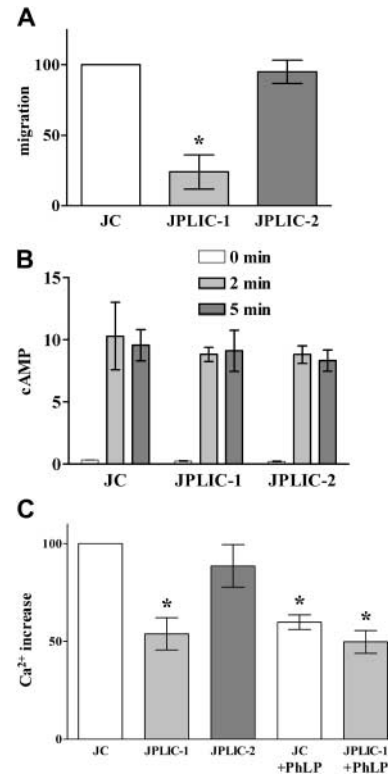 A
migration
100
50
0
*
JC JPLIC-1 JPLIC-2
B
0 min
2 min
5 min
cAMP
15
10
5
0
JC JPLIC-1 JPLIC-2
C
Ca²⁺ increase
100
50
0
* * *
JC JPLIC-1 JPLIC-2 JC JPLIC-1
+PhLP +PhLP